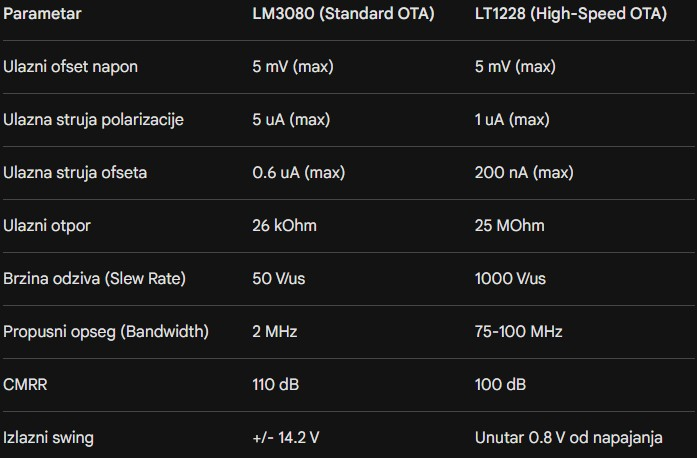 Parametar LM3080 (Standard OTA) LT1228 (High-Speed OTA)
Ulazni ofset napon 5 mV (max) 5 mV (max)
Ulazna struja polarizacije 5 uA (max) 1 uA (max)
Ulazna struja ofseta 0.6 uA (max) 200 nA (max)
Ulazni otpor 26 kOhm 25 MOhm
Brzina odziva (Slew Rate) 50 V/us 1000 V/us
Propusni opseg (Bandwidth) 2 MHz 75-100 MHz
CMRR 110 dB 100 dB
Izlazni swing +/- 14.2 V Unutar 0.8 V od napajanja